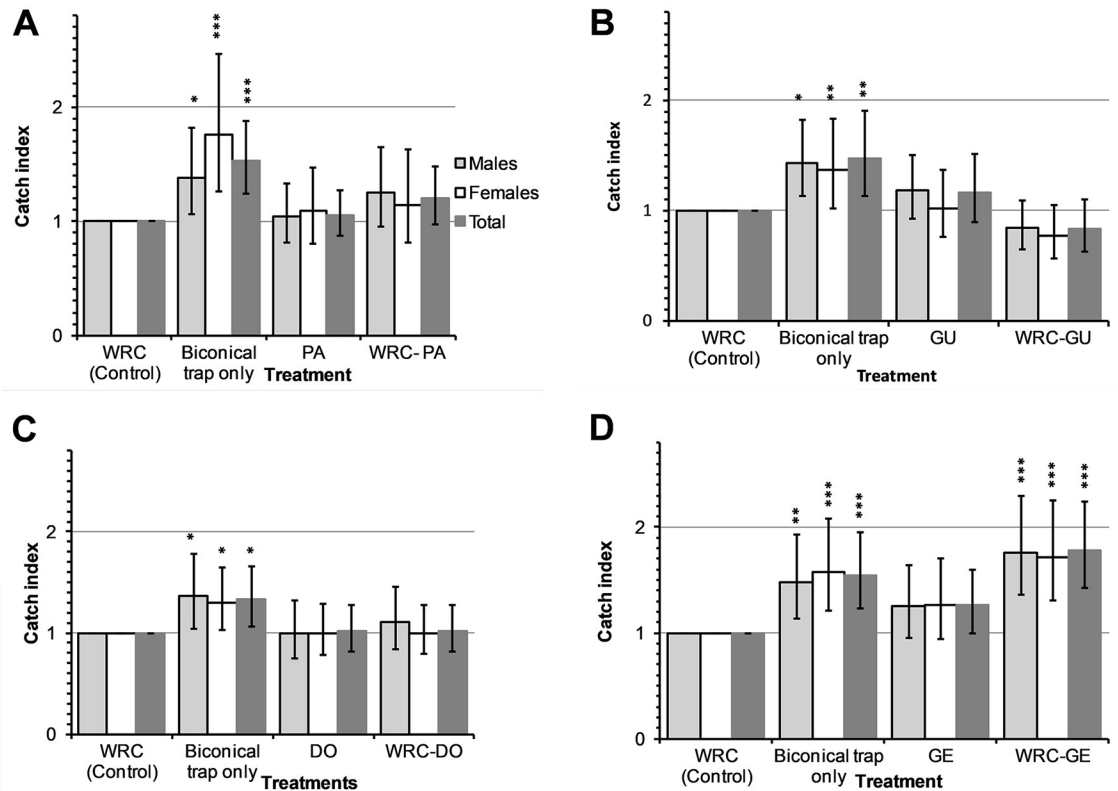 A
***
*
***
2
1
0
Catch index
Males
Females
Total
WRC
(Control)
Biconical
trap only
PA
WRC-PA
Treatment
B
*
**
**
2
1
0
Catch index
WRC
(Control)
Biconical trap
only
GU
WRC-GU
Treatment
C
*
*
*
2
1
0
Catch index
WRC
(Control)
Biconical
trap only
DO
WRC-DO
Treatments
D
**
***
***
***
***
***
2
1
0
Catch index
WRC
(Control)
Biconical trap
only
GE
WRC-GE
Treatment